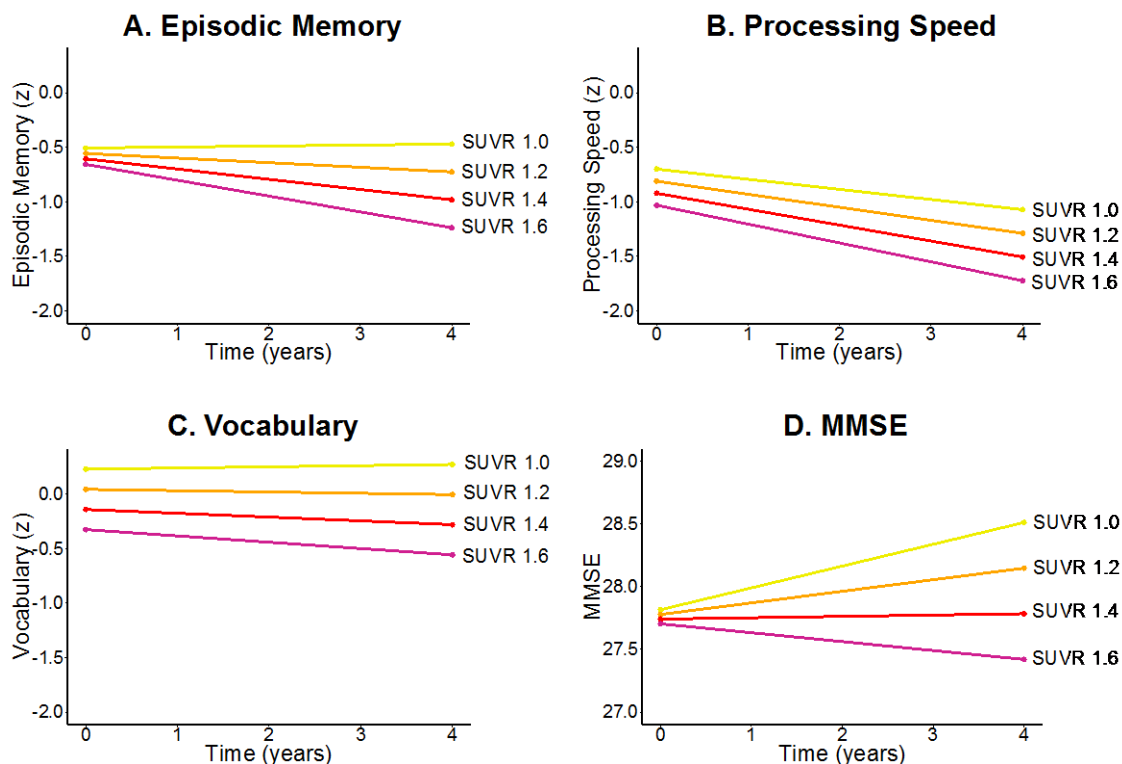 A. Episodic Memory
Episodic Memory (z)
0.0
-0.5
-1.0
-1.5
-2.0
SUVR 1.0
SUVR 1.2
SUVR 1.4
SUVR 1.6
0 1 2 3 4
Time (years)
B. Processing Speed
Processing Speed (z)
0.0
-0.5
-1.0
-1.5
-2.0
SUVR 1.0
SUVR 1.2
SUVR 1.4
SUVR 1.6
0 1 2 3 4
Time (years)
C. Vocabulary
Vocabulary (z)
0.0
-0.5
-1.0
-1.5
-2.0
SUVR 1.0
SUVR 1.2
SUVR 1.4
SUVR 1.6
0 1 2 3 4
Time (years)
D. MMSE
MMSE
29.0
28.5
28.0
27.5
27.0
SUVR 1.0
SUVR 1.2
SUVR 1.4
SUVR 1.6
0 1 2 3 4
Time (years)